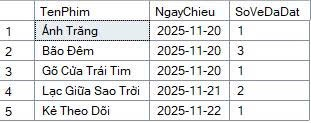 TenPhim NgayChieu SoVeDaDat
1 Ánh Trăng 2025-11-20 1
2 Bão Đêm 2025-11-20 3
3 Gõ Cửa Trái Tim 2025-11-20 1
4 Lạc Giữa Sao Trời 2025-11-21 2
5 Kẻ Theo Dõi 2025-11-22 1